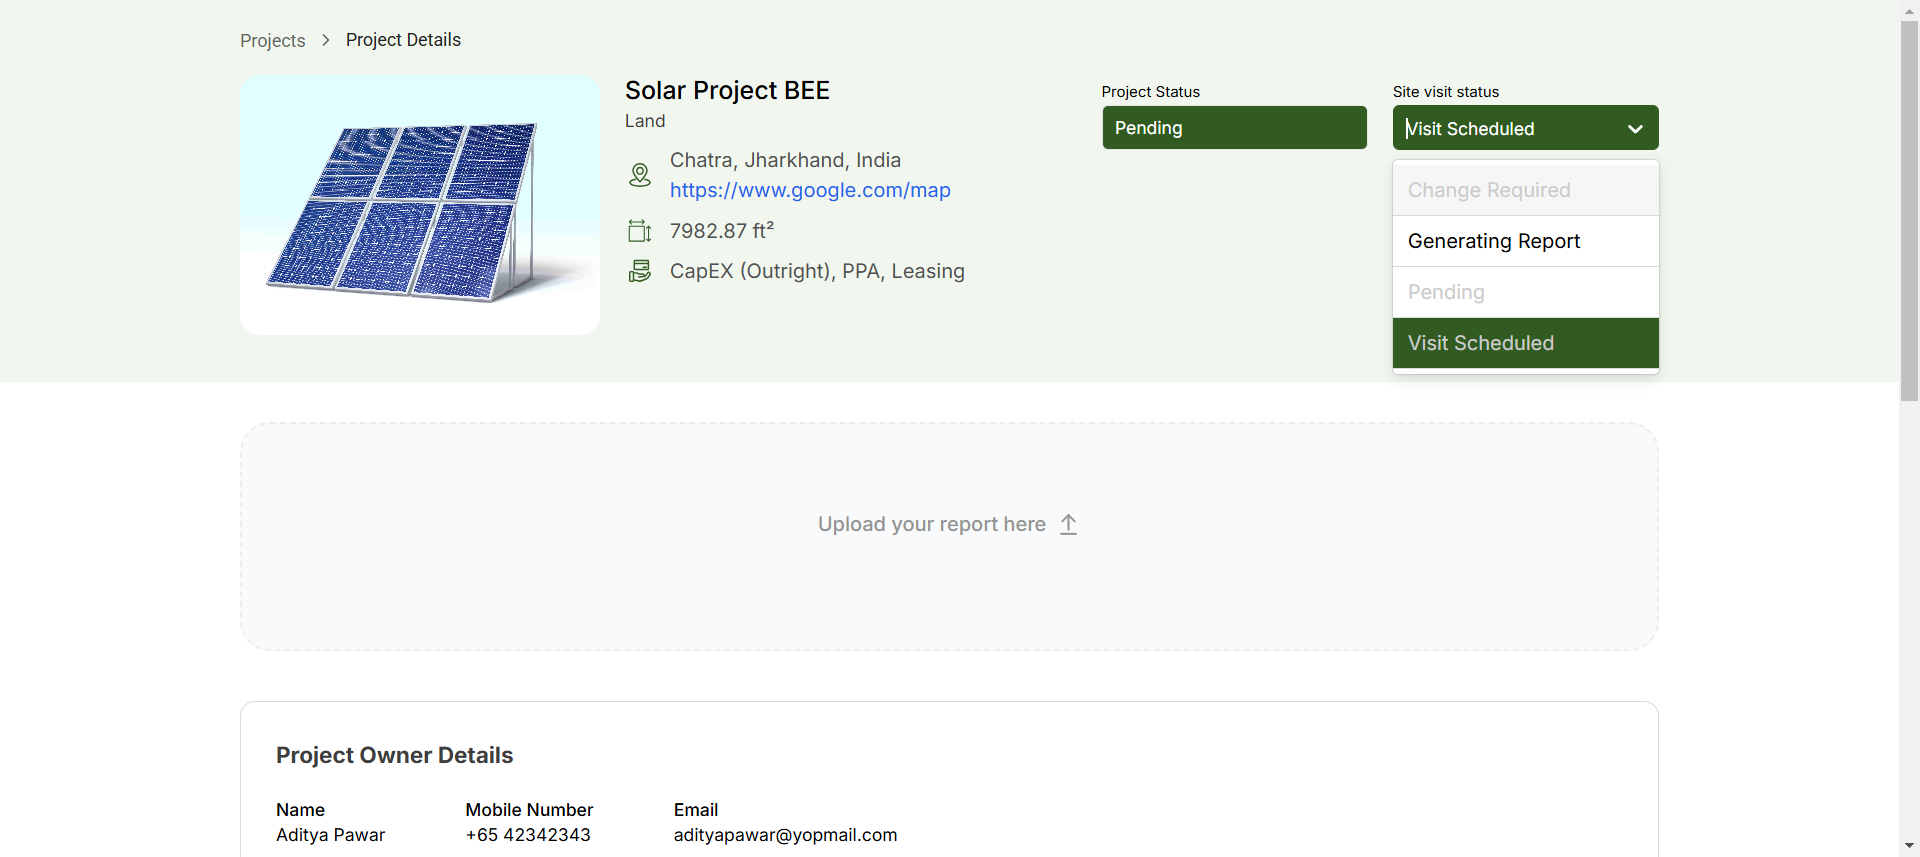 Projects > Project Details
Solar Project BEE
Land
Chatra, Jharkhand, India
https://www.google.com/map
7982.87 ft²
CapEX (Outright), PPA, Leasing
Project Status
Pending
Site visit status
Visit Scheduled
Change Required
Generating Report
Pending
Visit Scheduled
Upload your report here
Project Owner Details
Name Mobile Number Email
Aditya Pawar +65 42342343 adityapawar@yopmail.com